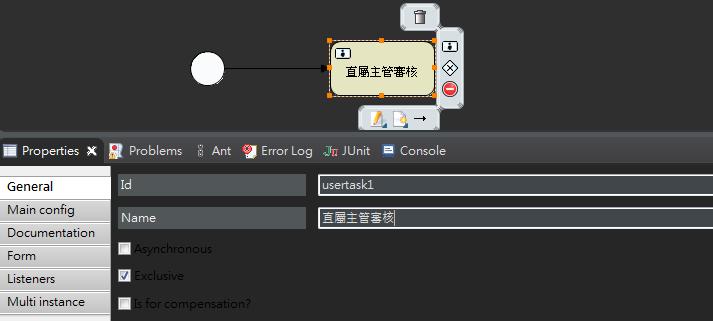 直屬主管審核
Properties Problems Ant Error Log JUnit Console
General
Id usertask1
Main config
Name 直屬主管審核
Documentation
Asynchronous
Form
Exclusive
Listeners
Multi instance
Is for compensation?